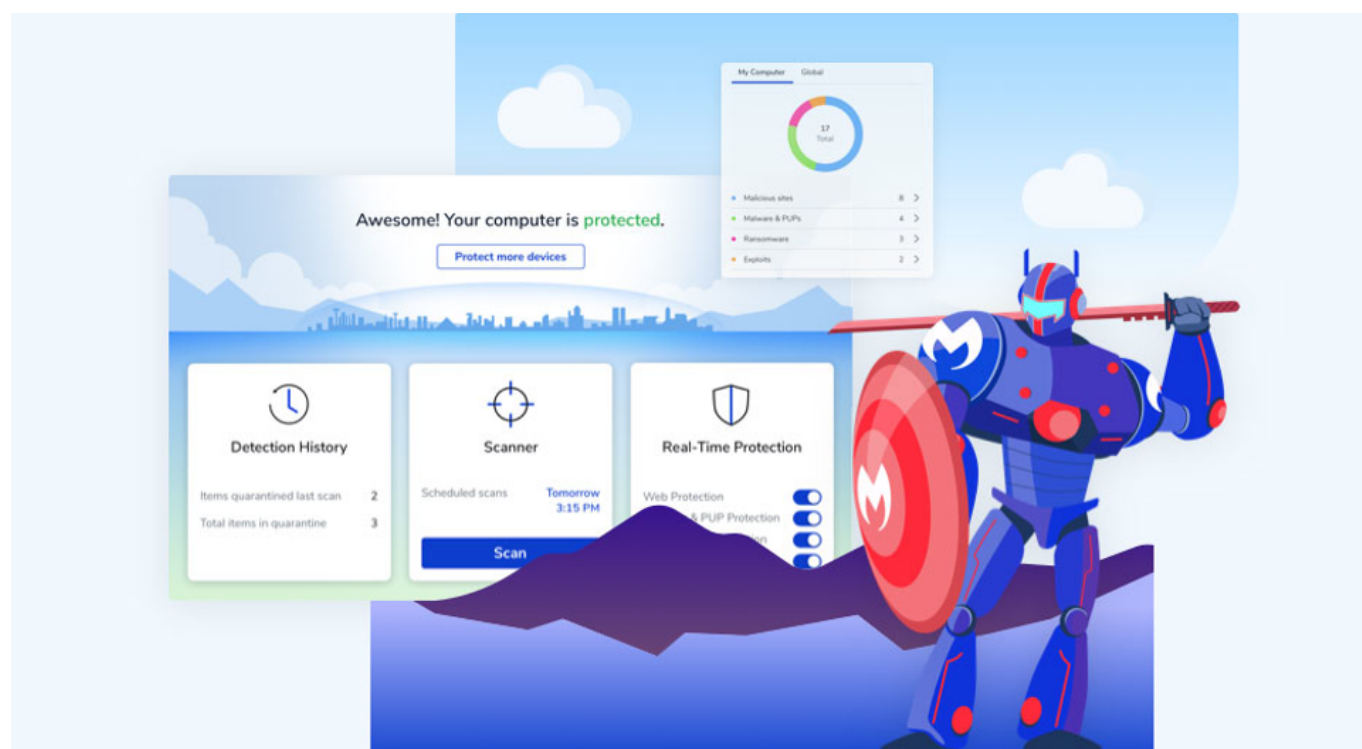 My Computer Global
17
Total
Malicious sites 8
Malware & PUPs 4
Ransomware 3
Exploits 2
Awesome! Your computer is protected.
Protect more devices
Detection History
Items quarantined last scan 2
Total items in quarantine 3
Scanner
Scheduled scans Tomorrow
3:15 PM
Scan
Real-Time Protection
Web Protection
& PUP Protection